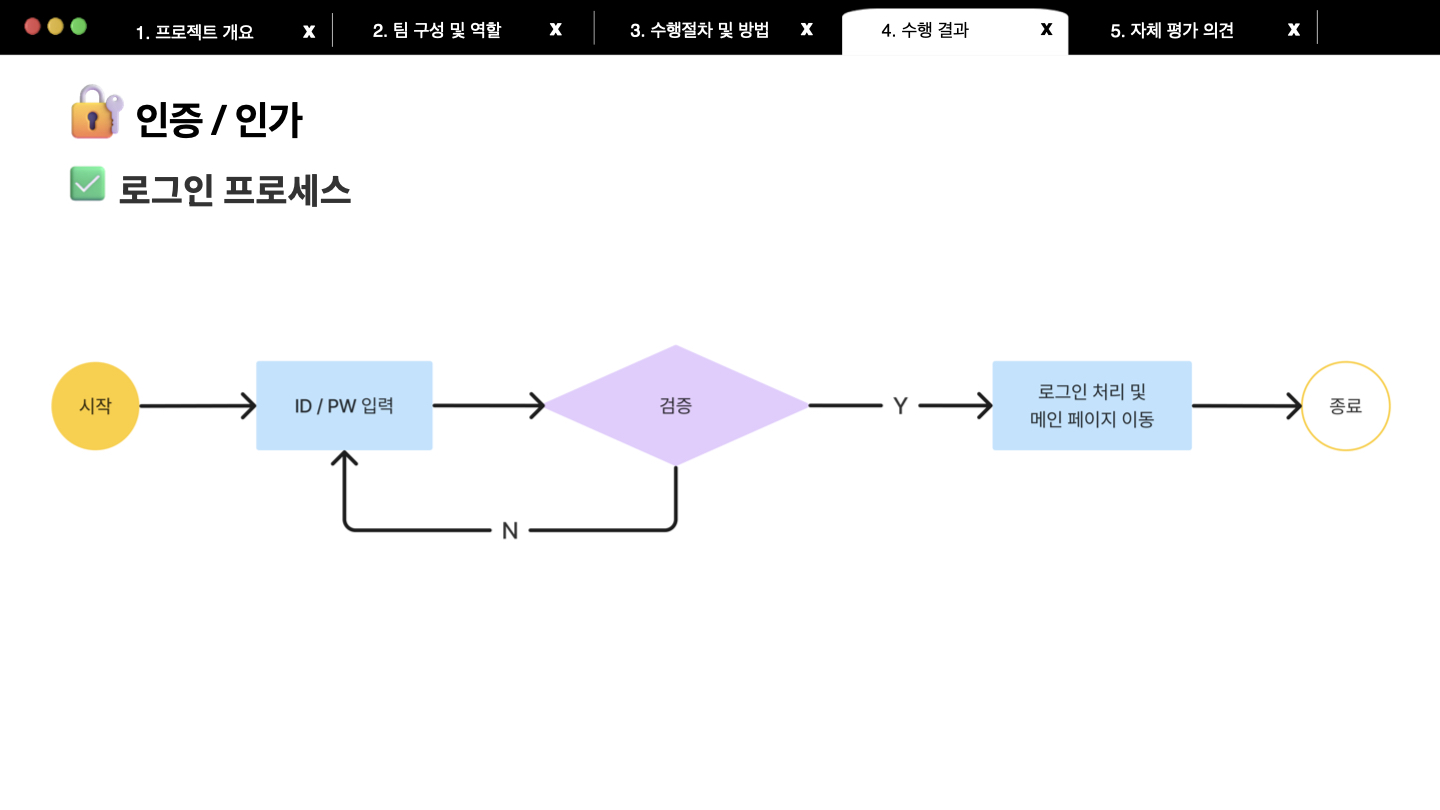 1. 프로젝트 개요 x
2. 팀 구성 및 역할 x
3. 수행절차 및 방법 x
4. 수행 결과 x
5. 자체 평가 의견 x
인증 / 인가
로그인 프로세스
시작
ID / PW 입력
검증
Y
로그인 처리 및
메인 페이지 이동
종료
N